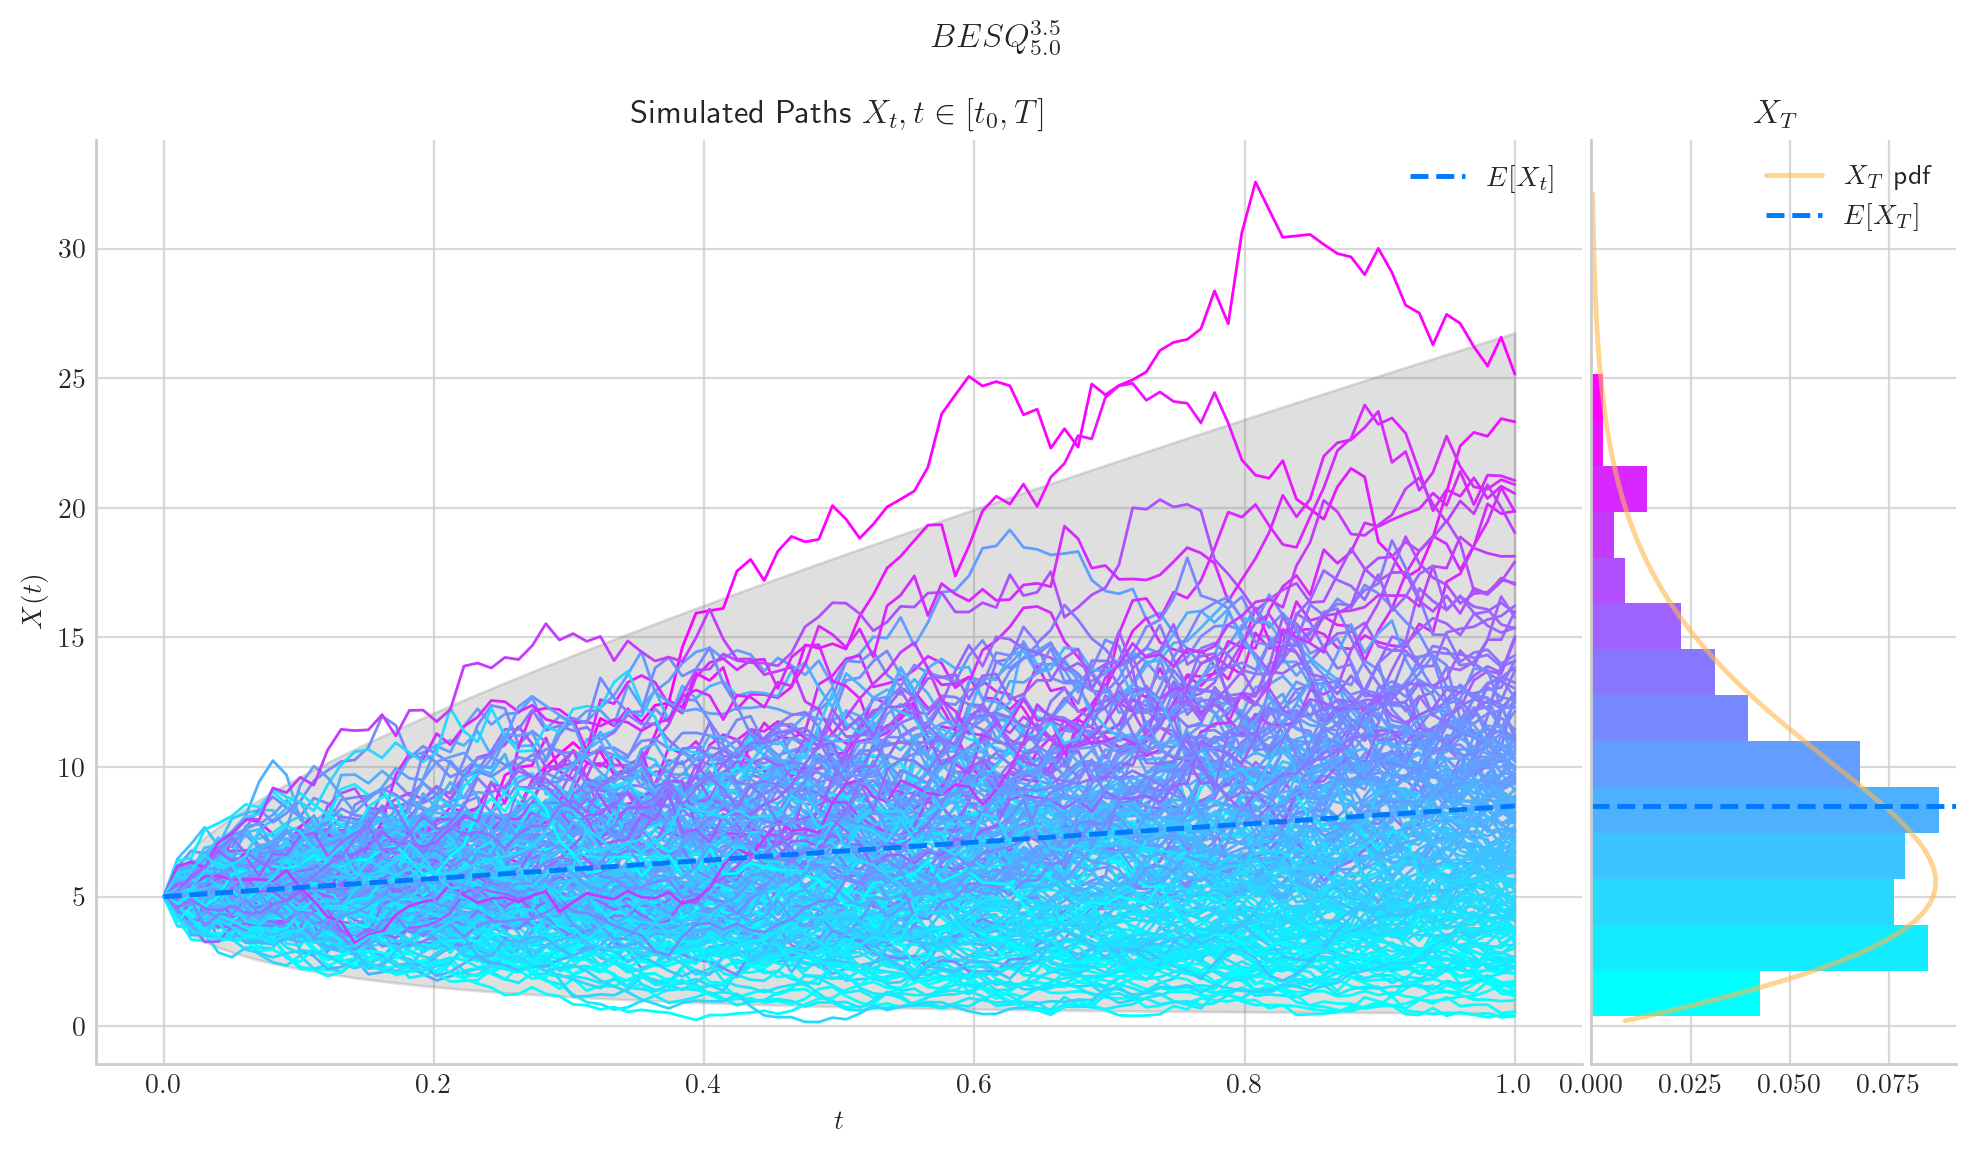 $BESQ^{3.5}_{5.0}$
Simulated Paths $X_t, t \in [t_0, T]$
$X_T$
$E[X_t]$
$X_T$ pdf
$E[X_T]$
30
25
20
15
10
5
0
$X(t)$
0.0 0.2 0.4 0.6 0.8 1.0
0.000 0.025 0.050 0.075
$t$